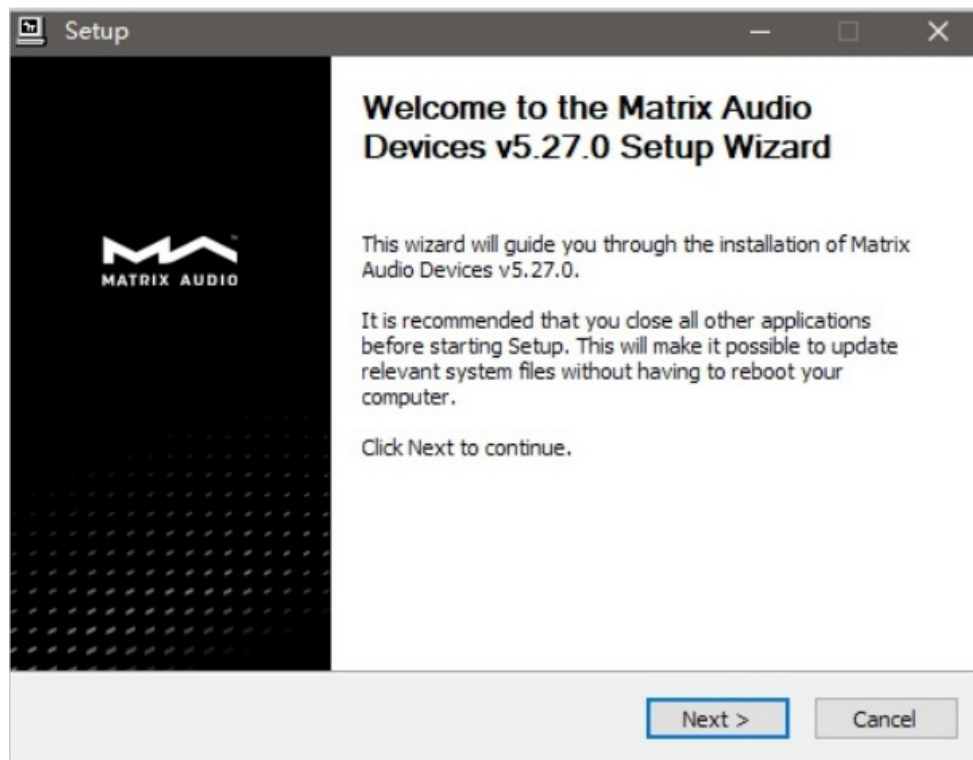 Setup
MATRIX AUDIO
Welcome to the Matrix Audio
Devices v5.27.0 Setup Wizard
This wizard will guide you through the installation of Matrix
Audio Devices v5.27.0.
It is recommended that you close all other applications
before starting Setup. This will make it possible to update
relevant system files without having to reboot your
computer.
Click Next to continue.
Next >
Cancel